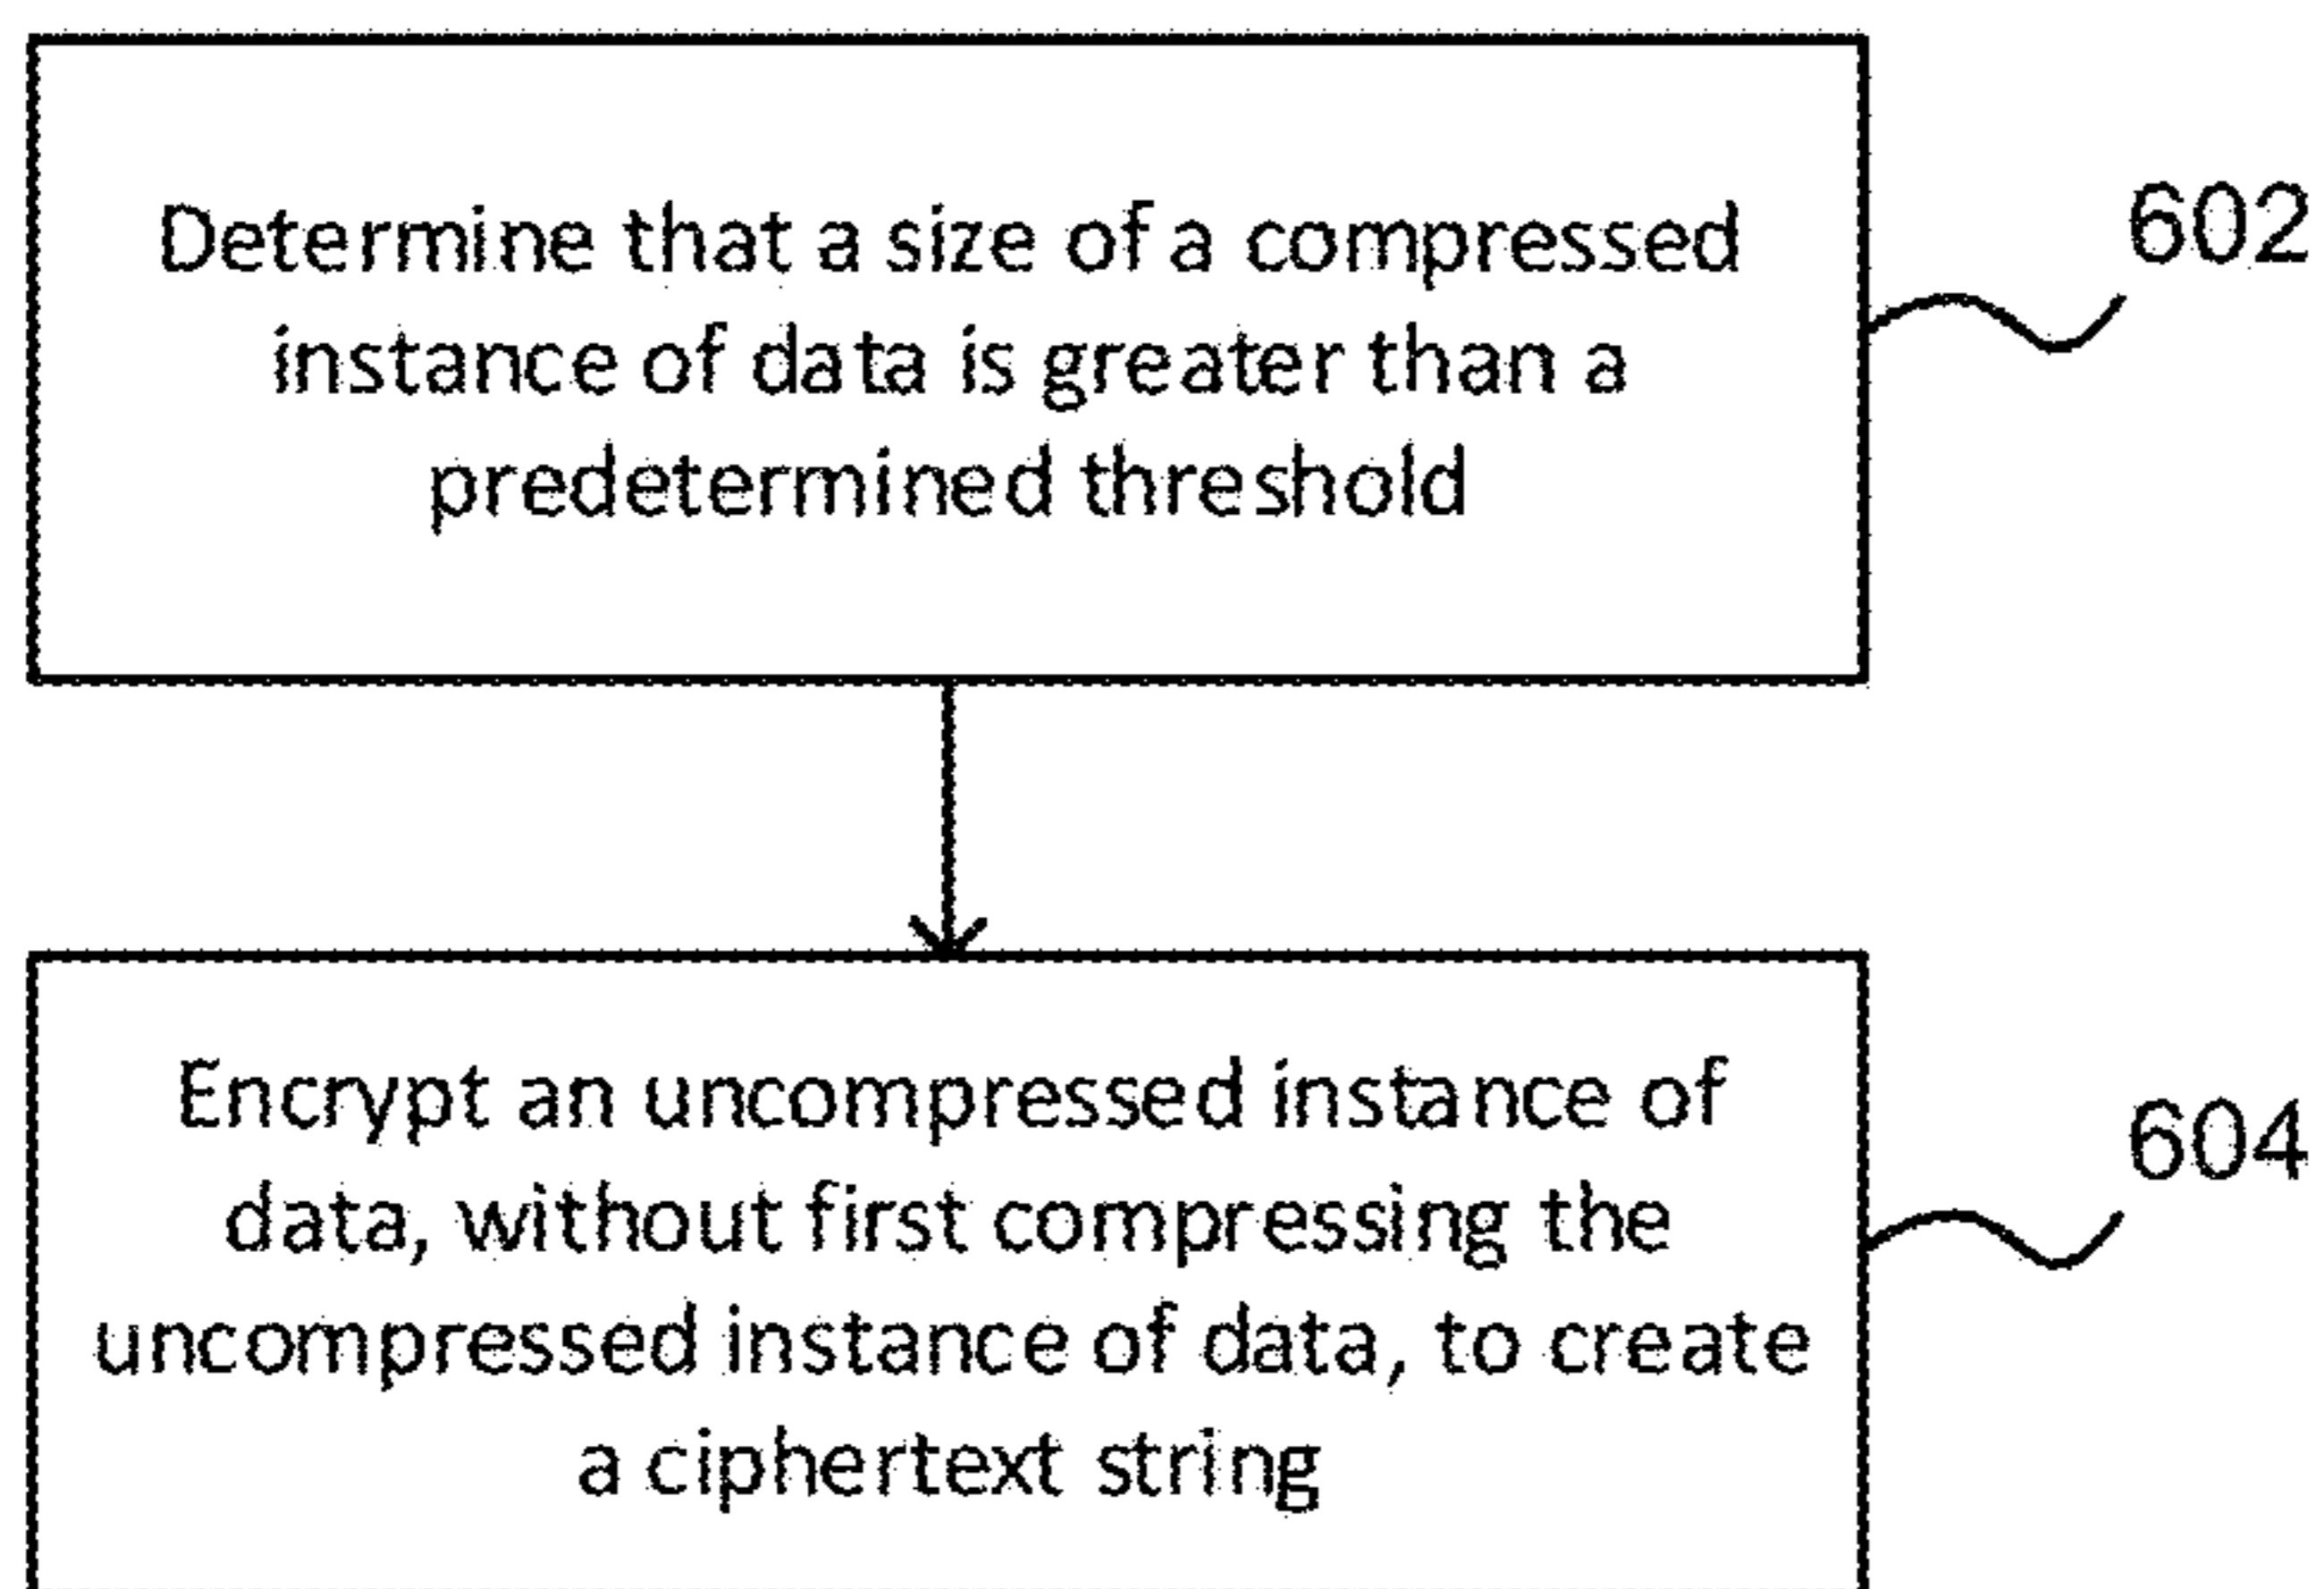 Determine that a size of a compressed
instance of data is greater than a
predetermined threshold
602
Encrypt an uncompressed instance of
data, without first compressing the
uncompressed instance of data, to create
a ciphertext string
604